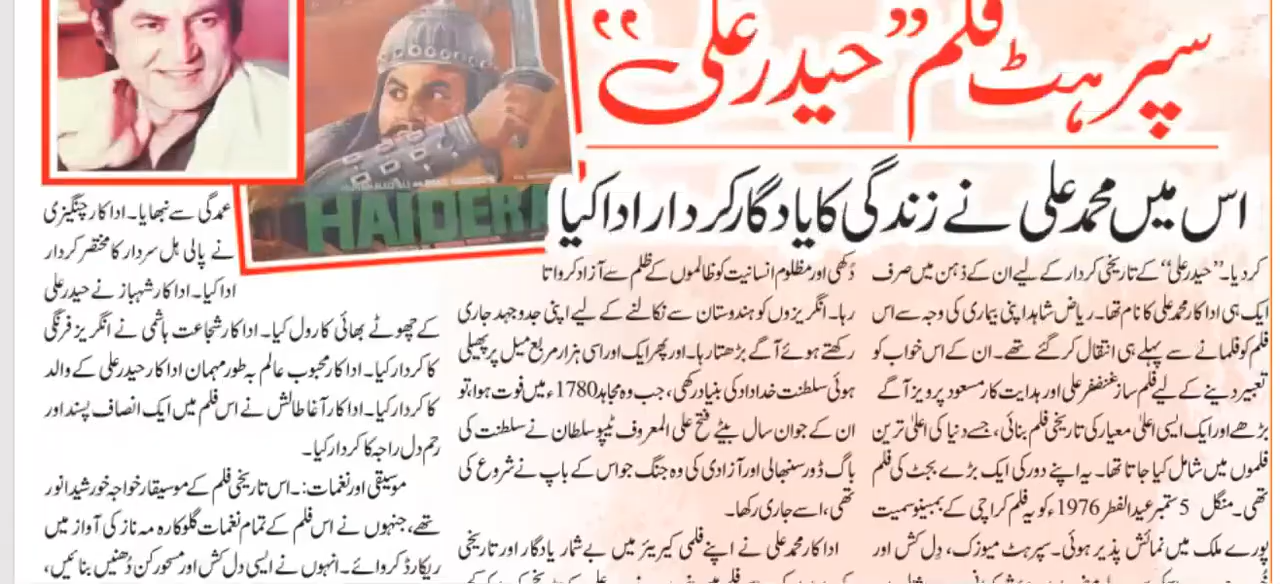 سپر ہٹ فلم ”حیدر علی“
HAIDERA
اس میں محمد علی نے زندگی کا یادگار کردار ادا کیا
کردیا۔ ”حیدر علی“ کے تاریخی کردار کے لیے ان کے ذہن میں صرف
ایک ہی اداکار محمد علی کا نام تھا۔ ریاض شاہد اپنی بیماری کی وجہ سے اس
فلم کو فلمانے سے پہلے ہی انتقال کر گئے تھے۔ ان کے اس خواب کو
تعبیر دینے کے لیے فلم ساز غضنفر علی اور ہدایت کار مسعود پرویز آگے
بڑھے اور ایک ایسی اعلیٰ معیار کی تاریخی فلم بنائی، جسے دنیا کی اعلیٰ ترین
فلموں میں شامل کیا جاتا تھا۔ یہ اپنے دور کی ایک بڑے بجٹ کی فلم
تھی۔ منگل 5 ستمبر عیدالفطر 1976ء کو یہ فلم کراچی کے بمبینو سمیت
پورے ملک میں نمائش پذیر ہوئی۔ سپرہٹ میوزک، دل کش اور
دکھی اور مظلوم انسانیت کو ظالموں کے ظلم سے آزاد کرواتا
رہا۔ انگریزوں کو ہندوستان سے نکالنے کے لیے اپنی جدوجہد جاری
رکھتے ہوئے آگے بڑھتا رہا۔ اور پھر ایک اور اسی ہزار مربع میل پر پھیلی
ہوئی سلطنت خداداد کی بنیاد رکھی، جب وہ مجاہد 1780ء میں فوت ہوا، تو
ان کے جوان سال بیٹے فتح علی المعروف ٹیپو سلطان نے سلطنت کی
باگ ڈور سنبھالی اور آزادی کی وہ جنگ جو اس کے باپ نے شروع کی
تھی، اسے جاری رکھا۔
اداکار محمد علی نے اپنے فلمی کیریئر میں بے شمار یادگار اور تاریخی
عمدگی سے نبھایا۔ اداکار چنگیزی
نے پالی ہل سردار کا مختصر کردار
ادا کیا۔ اداکار شہباز نے حیدر علی
کے چھوٹے بھائی کا رول کیا۔ اداکار شجاعت ہاشمی نے انگریز فرنگی
کا کردار کیا۔ اداکار محبوب عالم بہ طور مہمان اداکار حیدر علی کے والد
کا کردار کیا۔ اداکار آغا طالش نے اس فلم میں ایک انصاف پسند اور
رحم دل راجہ کا کردار کیا۔
موسیقی اور نغمات:۔ اس تاریخی فلم کے موسیقار خواجہ خورشید انور
تھے، جنہوں نے اس فلم کے تمام نغمات گلوکارہ مہ ناز کی آواز میں
ریکارڈ کروائے۔ انہوں نے ایسی دل کش اور مسحور کن دُھنیں بنائیں،